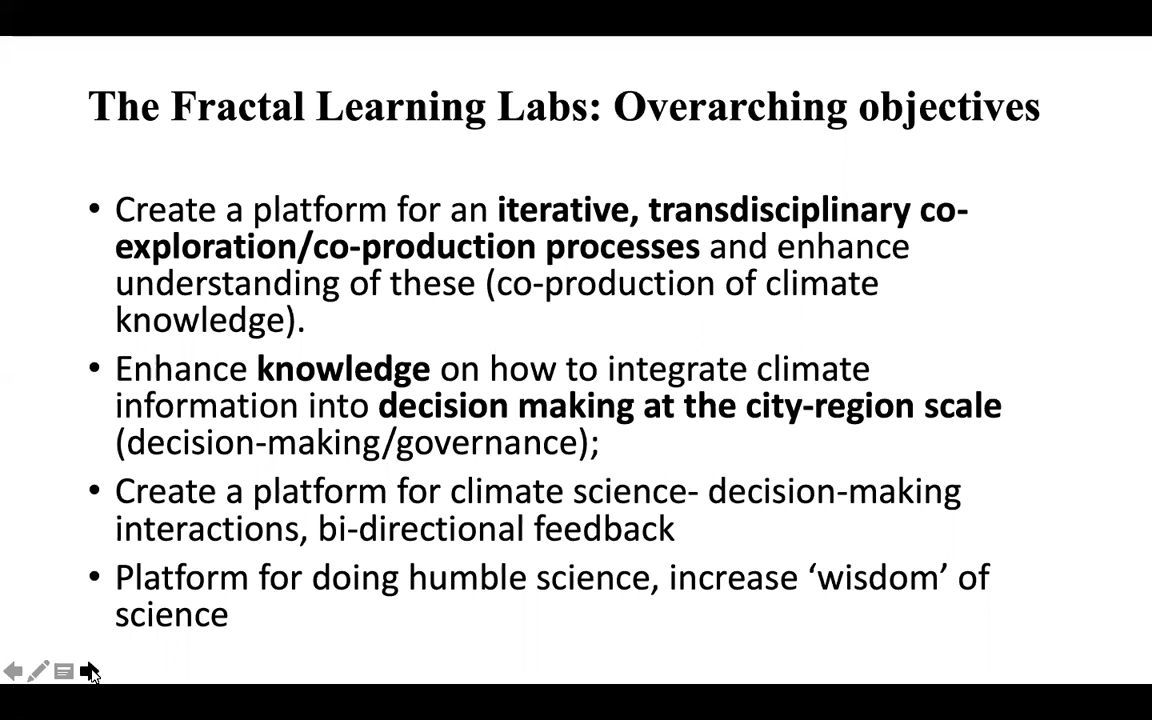 The Fractal Learning Labs: Overarching objectives
• Create a platform for an iterative, transdisciplinary co-
exploration/co-production processes and enhance
understanding of these (co-production of climate
knowledge).
• Enhance knowledge on how to integrate climate
information into decision making at the city-region scale
(decision-making/governance);
• Create a platform for climate science- decision-making
interactions, bi-directional feedback
• Platform for doing humble science, increase ‘wisdom’ of
science